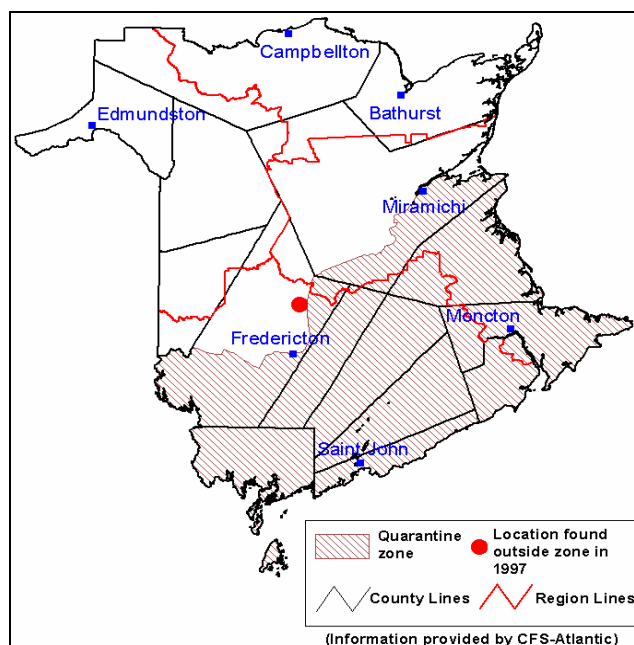 Campbellton
Edmundston
Bathurst
Miramichi
Moncton
Fredericton
Saint John
Quarantine
zone
Location found
outside zone in
1997
County Lines
Region Lines
(Information provided by CFS-Atlantic)